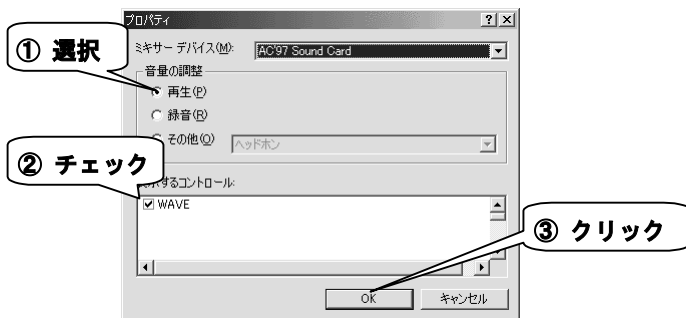 プロパティ
ミキサー デバイス(M): AC'97 Sound Card
① 選択
音量の調整
再生(P)
録音(R)
その他(O) ヘッドホン
② チェック
するコントロール:
WAVE
③ クリック
OK キャンセル